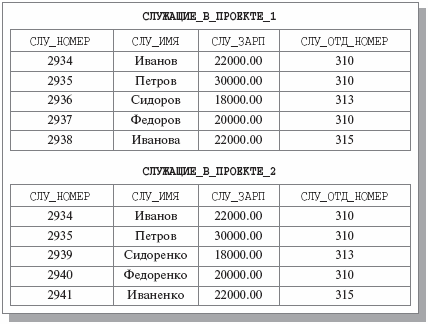 СЛУЖАЩИЕ_В_ПРОЕКТЕ_1
СЛУ_НОМЕР СЛУ_ИМЯ СЛУ_ЗАРП СЛУ_ОТД_НОМЕР
2934 Иванов 22000.00 310
2935 Петров 30000.00 310
2936 Сидоров 18000.00 313
2937 Федоров 20000.00 310
2938 Иванова 22000.00 315
СЛУЖАЩИЕ_В_ПРОЕКТЕ_2
СЛУ_НОМЕР СЛУ_ИМЯ СЛУ_ЗАРП СЛУ_ОТД_НОМЕР
2934 Иванов 22000.00 310
2935 Петров 30000.00 310
2939 Сидоренко 18000.00 313
2940 Федоренко 20000.00 310
2941 Иваненко 22000.00 315